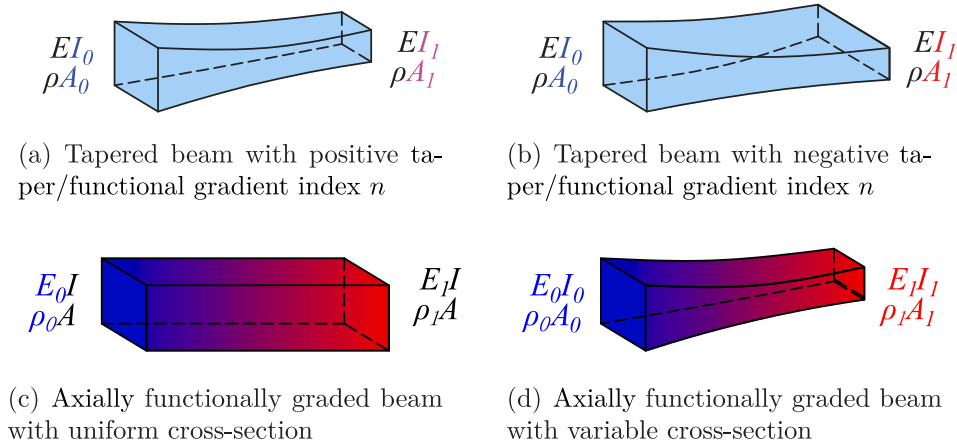 EI₀
ρA₀
EI₁
ρA₁
EI₀
ρA₀
EI₁
ρA₁
(a) Tapered beam with positive ta-
per/functional gradient index n
(b) Tapered beam with negative ta-
per/functional gradient index n
E₀I
ρ₀A
E₁I
ρ₁A
E₀I₀
ρ₀A₀
E₁I₁
ρ₁A₁
(c) Axially functionally graded beam
with uniform cross-section
(d) Axially functionally graded beam
with variable cross-section